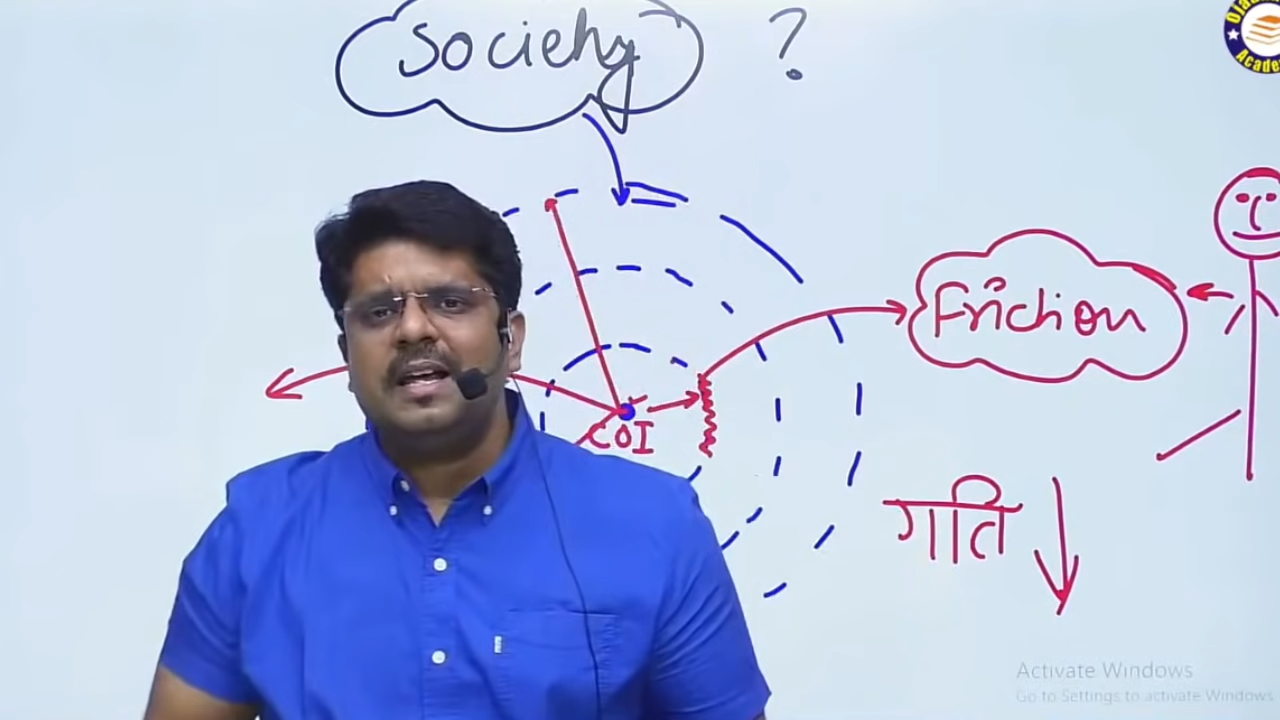 Society ?
Friction
COI
गति
Activate Windows
Go to Settings to activate Windows.